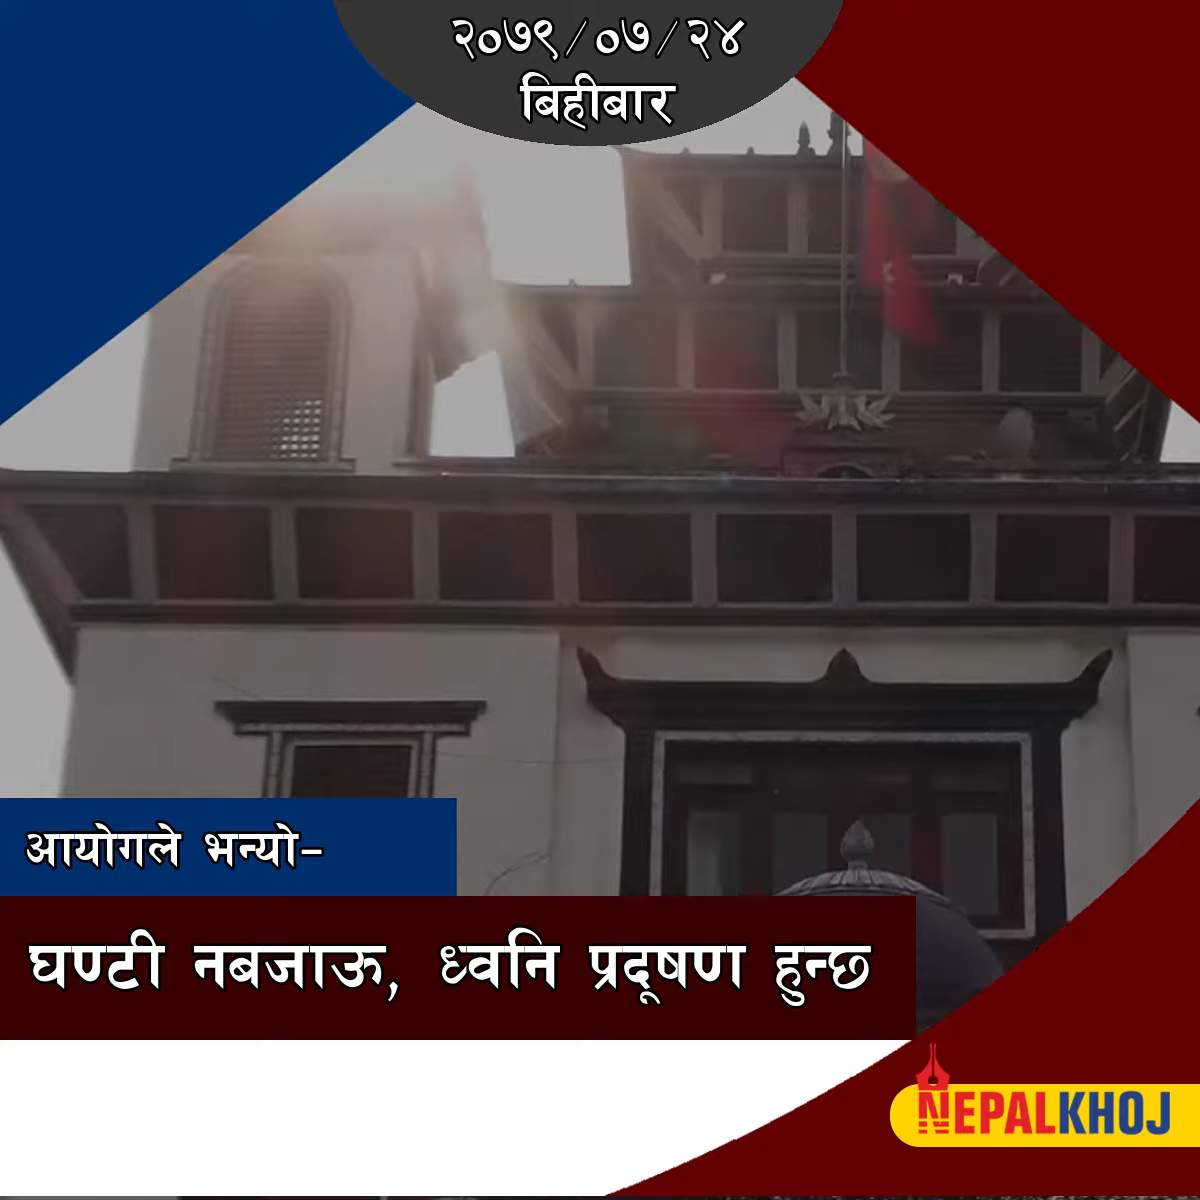 २०७९/०७/२४
बिहीबार
आयोगले भन्यो-
घण्टी नबजाऊ, ध्वनि प्रदूषण हुन्छ
NEPALKHOJ